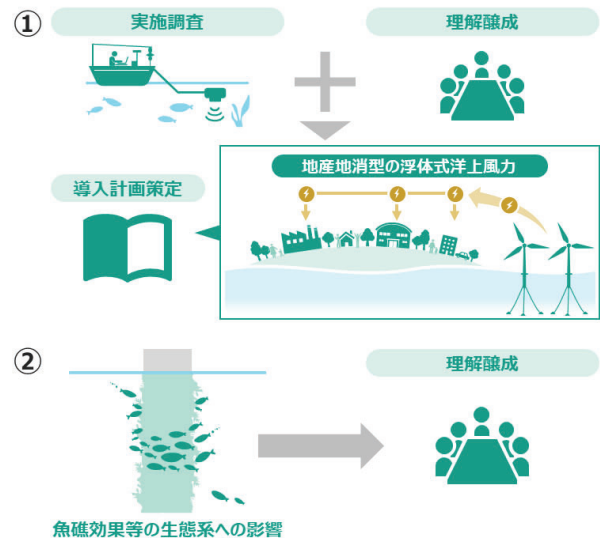 ①
実施調査
理解醸成
導入計画策定
地産地消型の浮体式洋上風力
②
理解醸成
魚礁効果等の生態系への影響